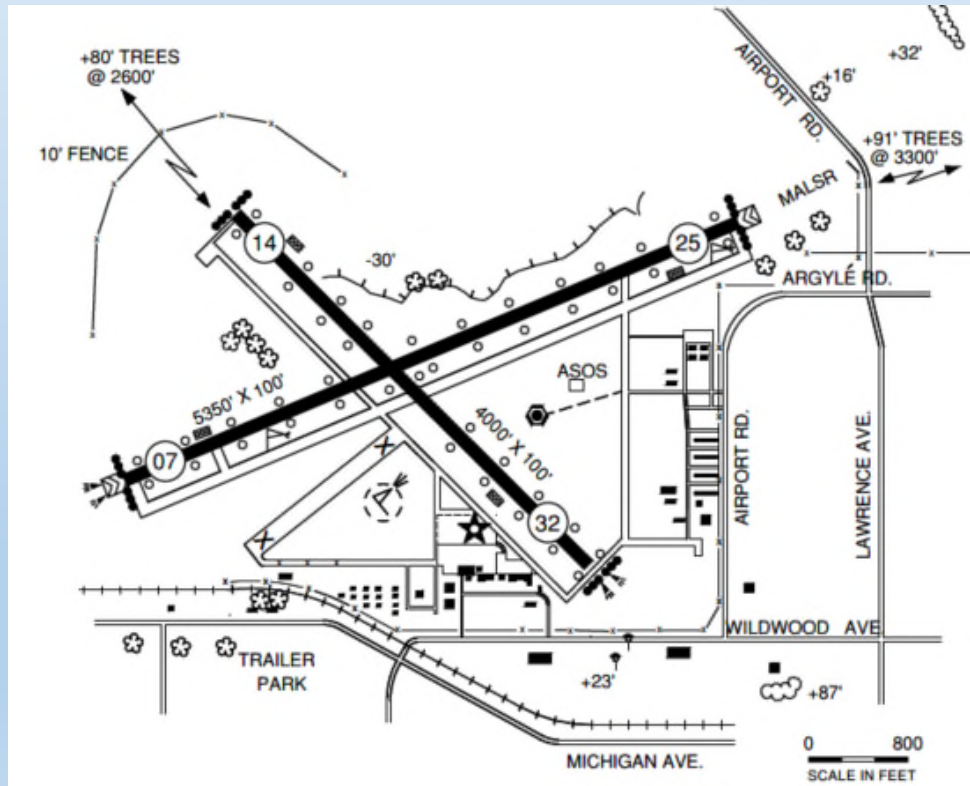 +80' TREES
@ 2600'
10' FENCE
AIRPORT RD.
+32'
+16'
+91' TREES
@ 3300'
MALSR
14
25
-30'
ARGYLÉ RD.
ASOS
5350' X 100'
4000' X 100'
07
32
AIRPORT RD.
LAWRENCE AVE.
WILDWOOD AVE
TRAILER
PARK
+23'
+87'
MICHIGAN AVE.
0 800
SCALE IN FEET